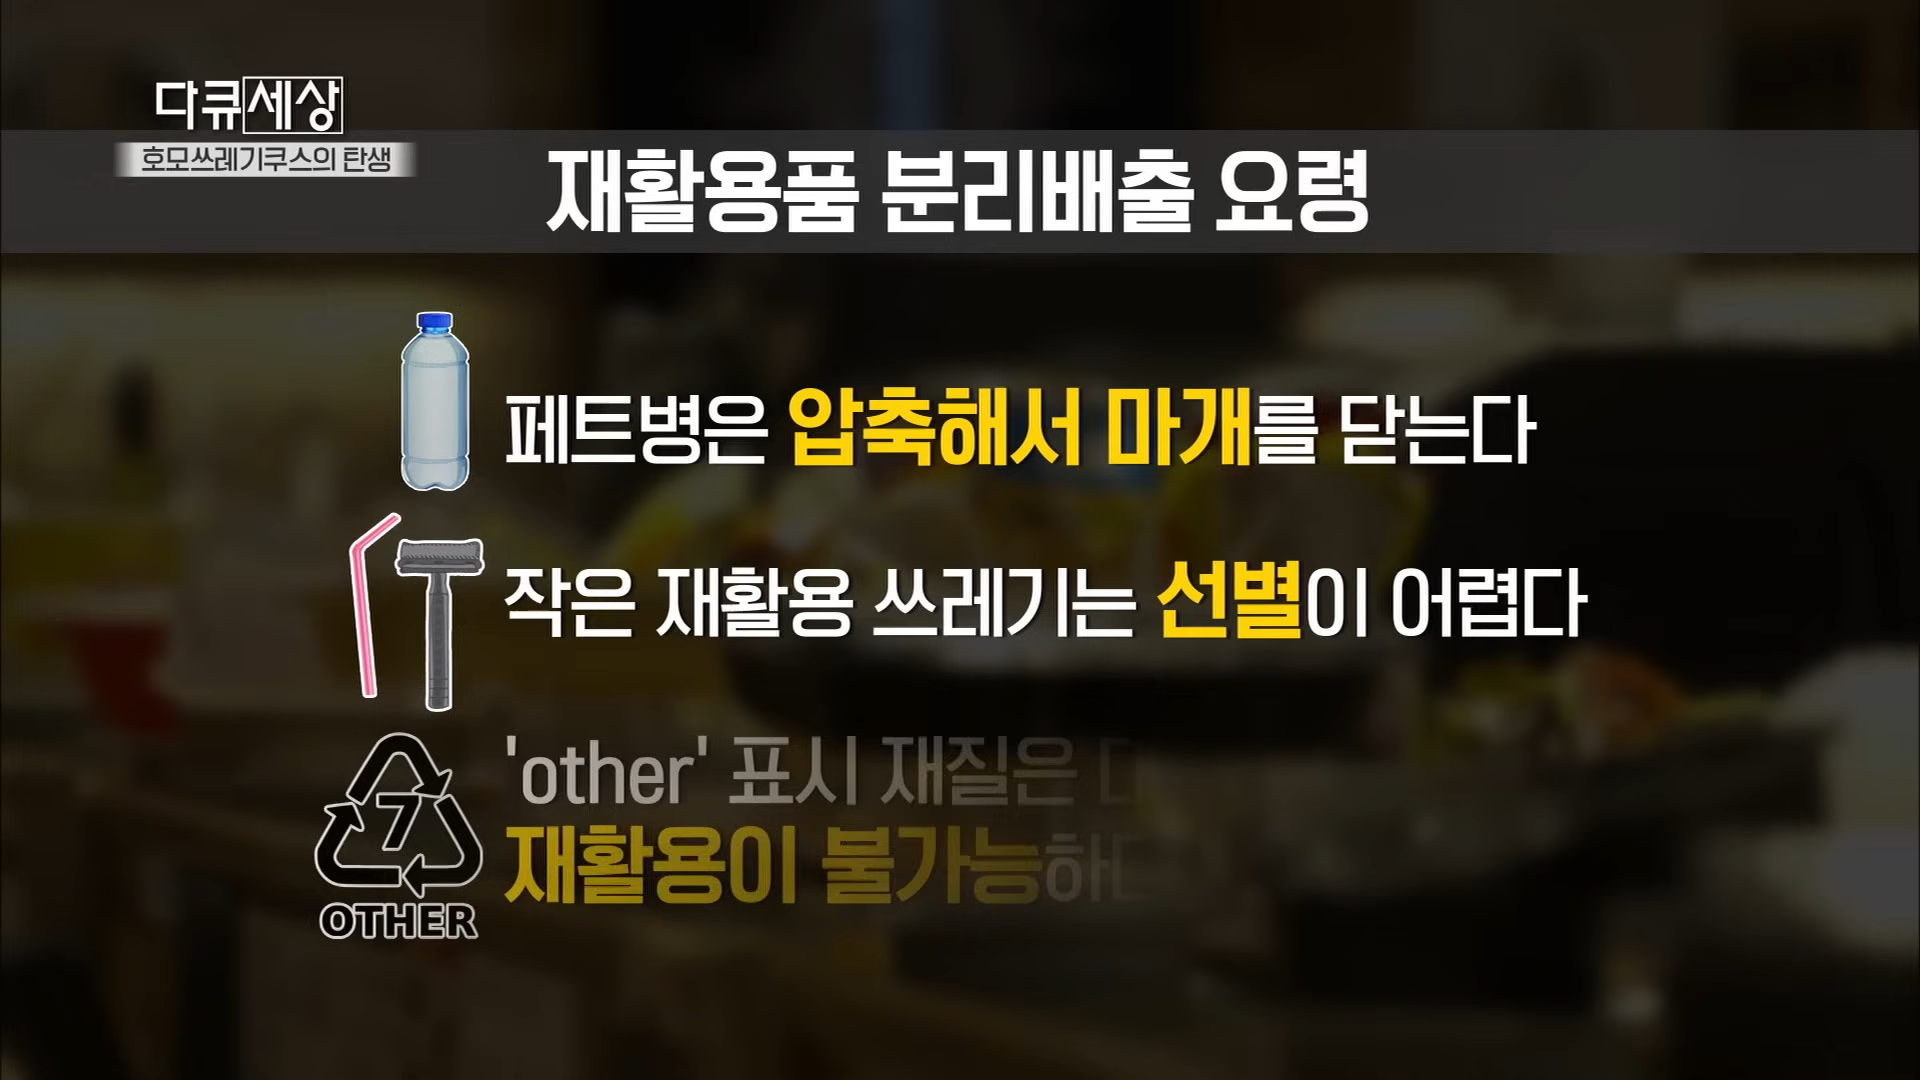 다큐세상
호모쓰레기쿠스의 탄생
재활용품 분리배출 요령
페트병은 압축해서 마개를 닫는다
작은 재활용 쓰레기는 선별이 어렵다
'other' 표시 재질은
재활용이 불가능하다
7
OTHER